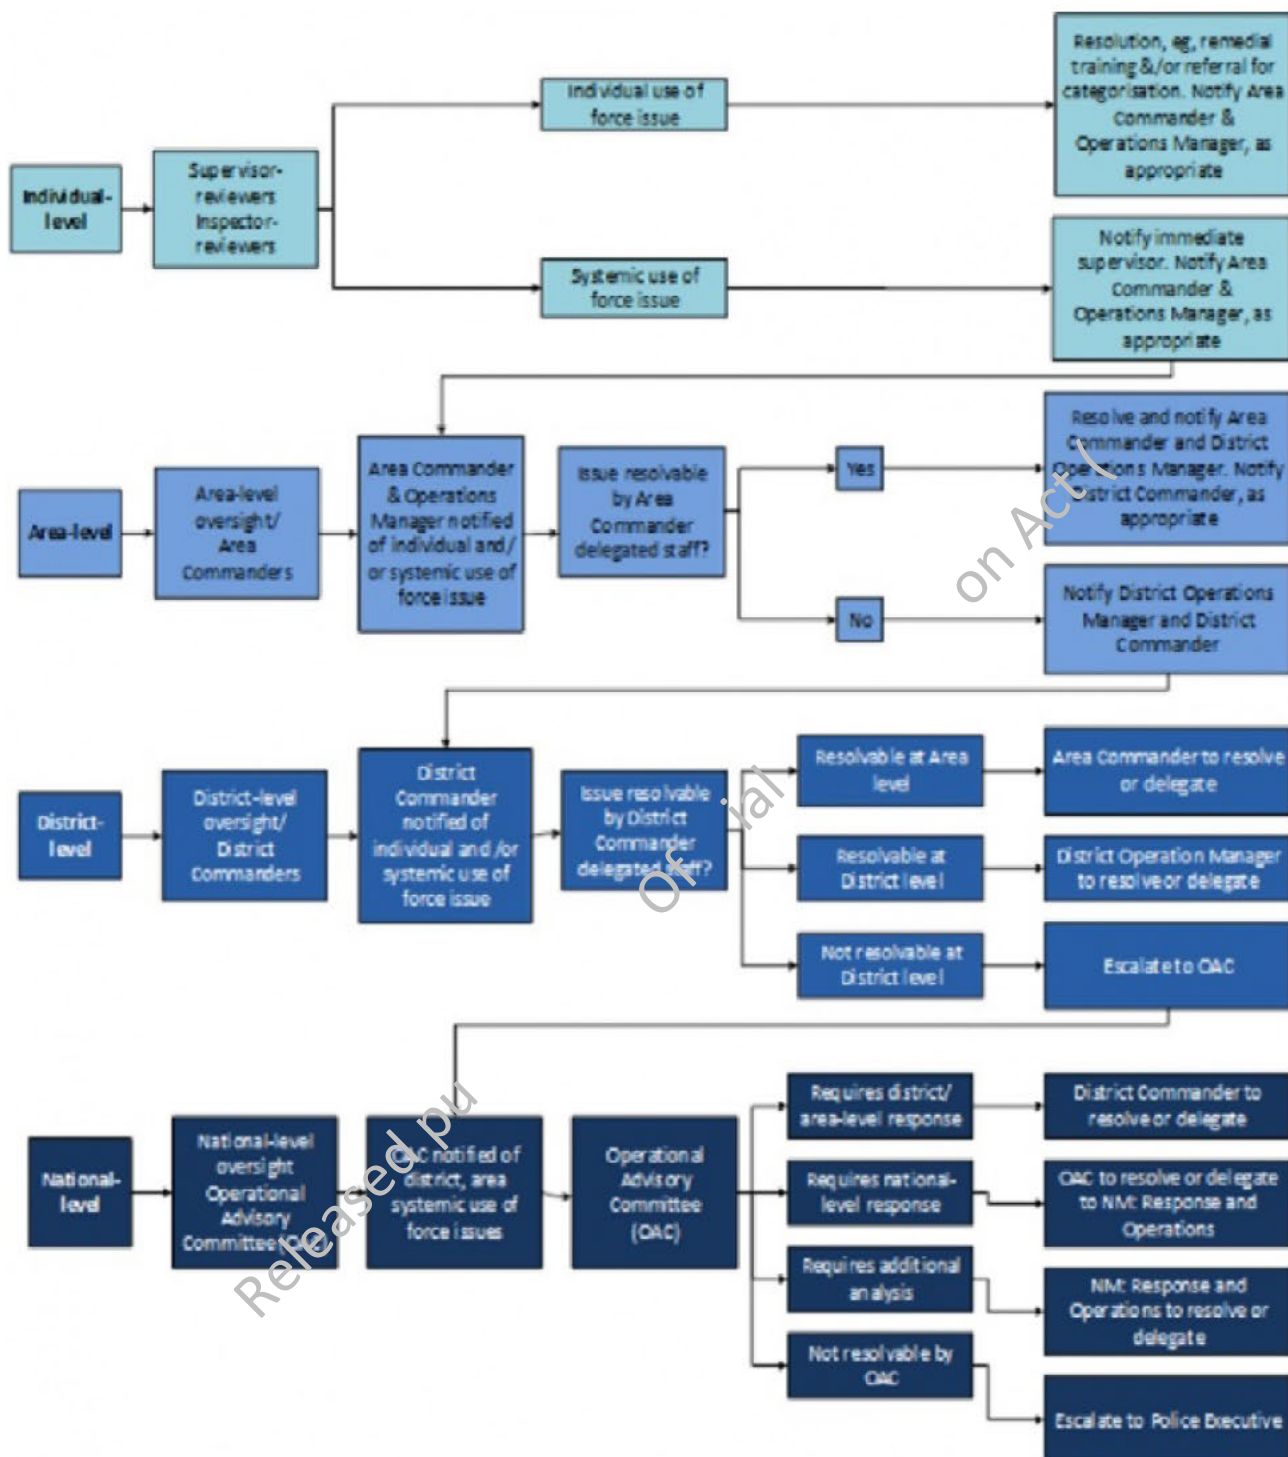 Individual-
level
Supervisor-
reviewers
Inspector-
reviewers
Individual use of
force issue
Resolution, eg, remedial
training &/or referral for
categorisation. Notify Area
Commander &
Operations Manager, as
appropriate
Systemic use of
force issue
Notify immediate
supervisor. Notify Area
Commander &
Operations Manager, as
appropriate
Area-level
Area-level
oversight/
Area
Commanders
Area Commander
& Operations
Manager notified
of individual and/
or systemic use of
force issue
Issue resolvable
by Area
Commander
delegated staff?
Yes
Resolve and notify Area
Commander and District
Operations Manager. Notify
District Commander, as
appropriate
No
Notify District Operations
Manager and District
Commander
District-
level
District-level
oversight/
District
Commanders
District
Commander
notified of
individual and /or
systemic use of
force issue
Issue resolvable
by District
Commander
delegated staff?
Resolvable at Area
level
Area Commander to resolve
or delegate
Resolvable at
District level
District Operation Manager
to resolve or delegate
Not resolvable at
District level
Escalate to OAC
National-
level
National-level
oversight
Operational
Advisory
Committee (OAC)
OAC notified of
district, area
systemic use of
force issues
Operational
Advisory
Committee
(OAC)
Requires district/
area-level response
District Commander to
resolve or delegate
Requires national-
level response
OAC to resolve or delegate
to NM: Response and
Operations
Requires additional
analysis
NM: Response and
Operations to resolve or
delegate
Not resolvable by
OAC
Escalate to Police Executive
Released pu
Of ial
on Act (